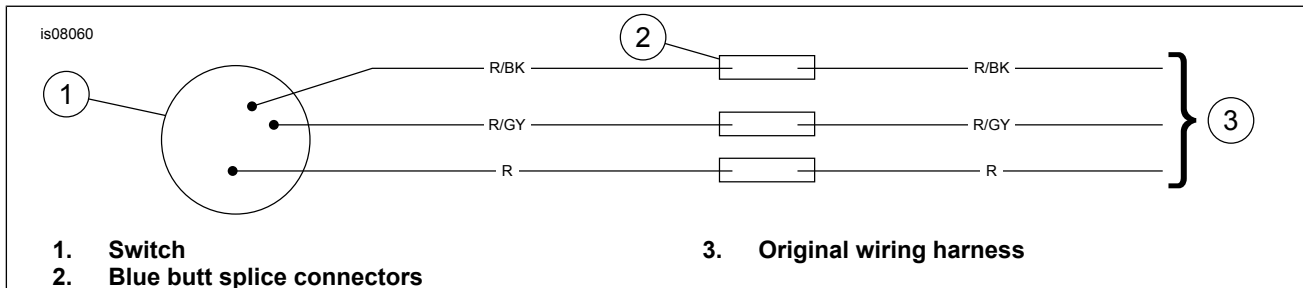 is08060
1
2
R/BK
R/BK
R/GY
R/GY
3
R
R
1. Switch
2. Blue butt splice connectors
3. Original wiring harness